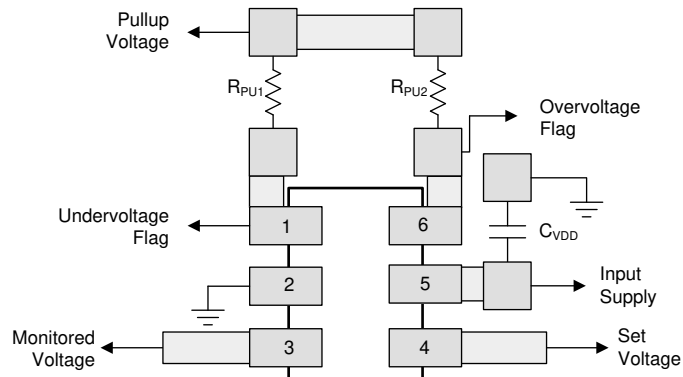 Pullup
Voltage
RPU1
RPU2
Overvoltage
Flag
Undervoltage
Flag
1
6
CVDD
2
5
Input
Supply
Monitored
Voltage
3
4
Set
Voltage